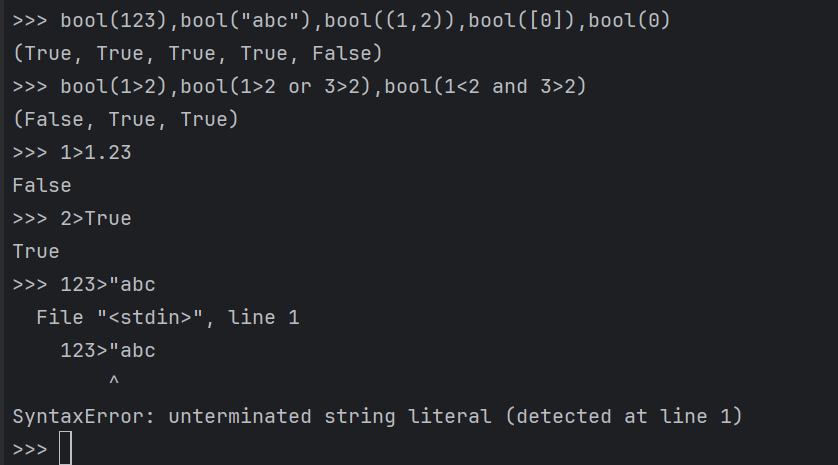 >>> bool(123),bool("abc"),bool((1,2)),bool([0]),bool(0)
(True, True, True, True, False)
>>> bool(1>2),bool(1>2 or 3>2),bool(1<2 and 3>2)
(False, True, True)
>>> 1>1.23
False
>>> 2>True
True
>>> 123>"abc
  File "<stdin>", line 1
    123>"abc
        ^
SyntaxError: unterminated string literal (detected at line 1)
>>>